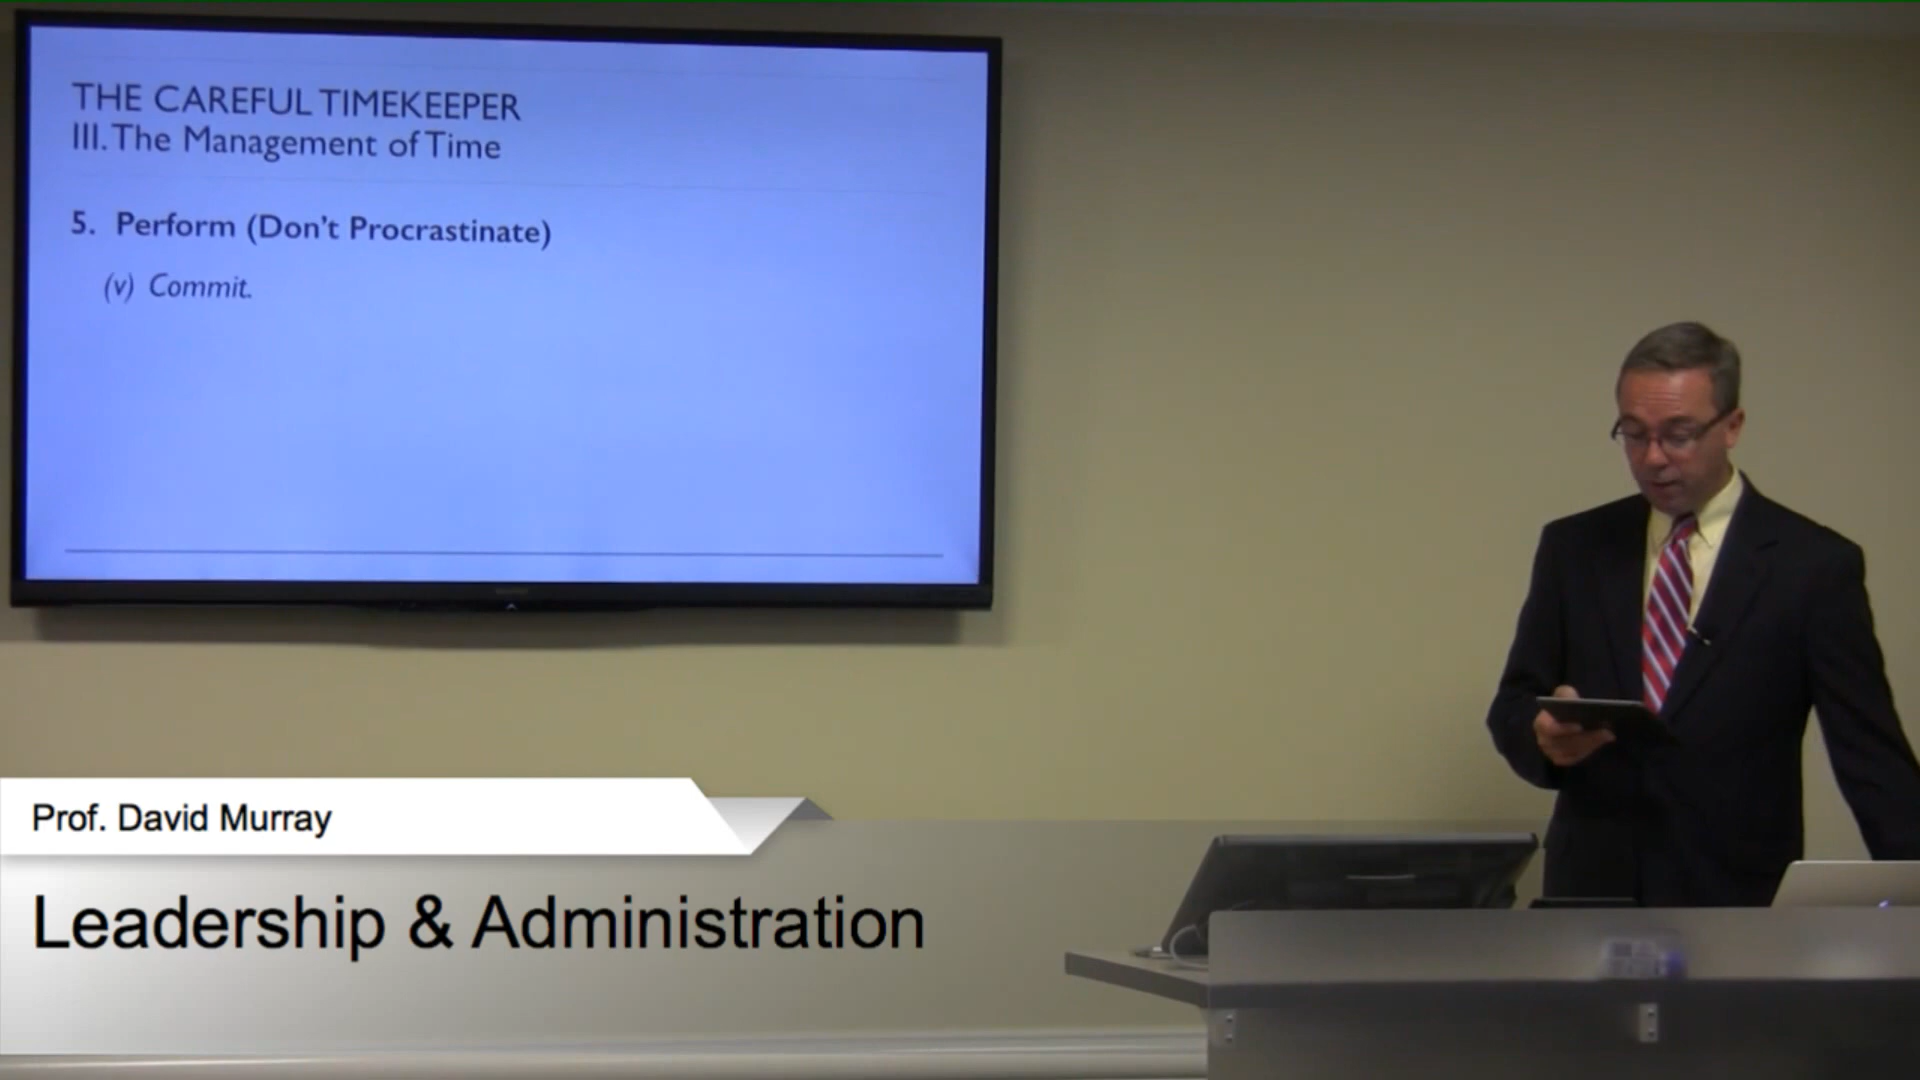 THE CAREFUL TIMEKEEPER
III. The Management of Time
5. Perform (Don't Procrastinate)
(v) Commit.
Prof. David Murray
Leadership & Administration